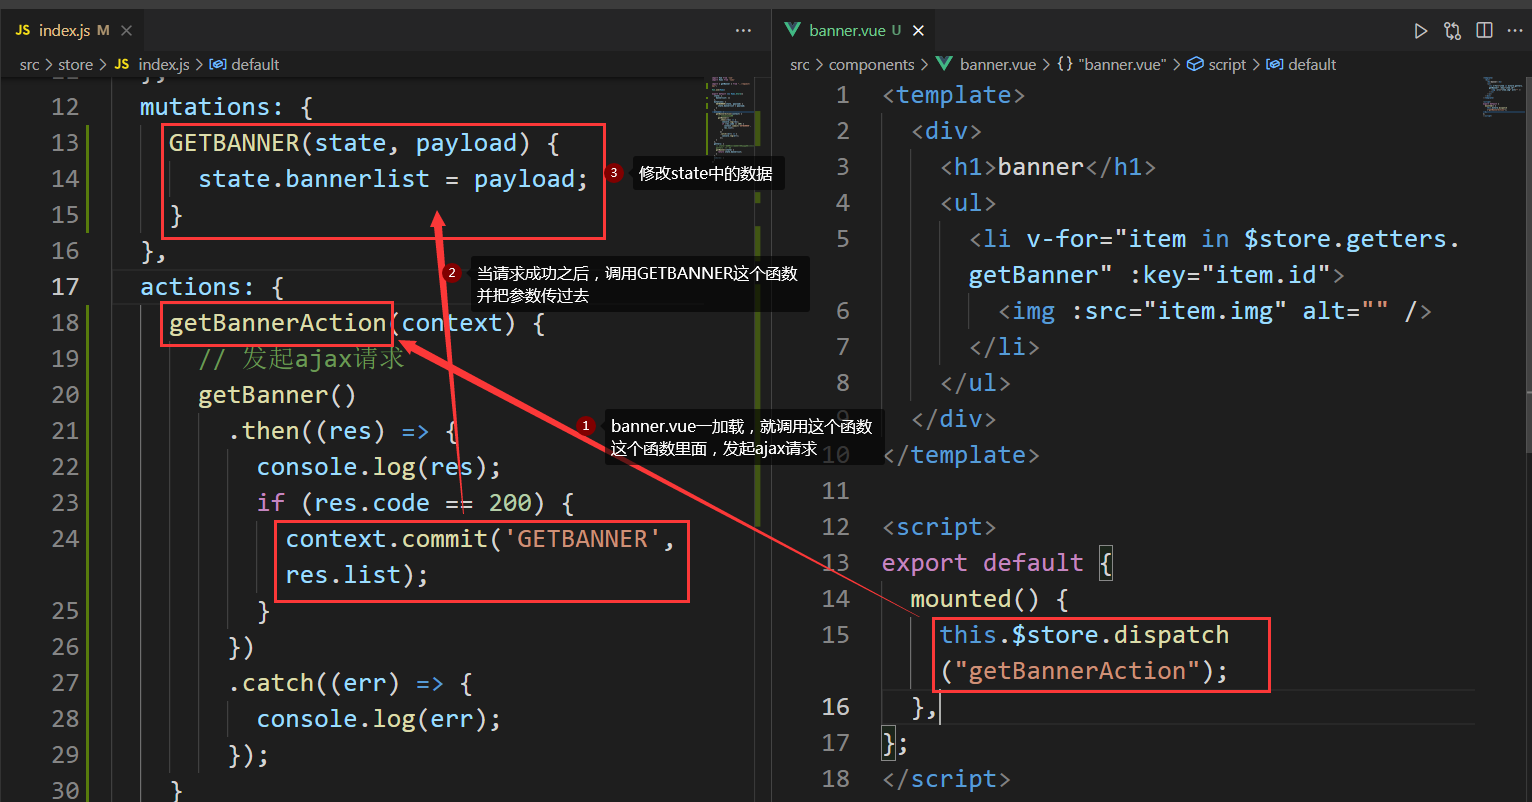 JS index.js M ×
src > store > JS index.js > default
},
12 mutations: {
13 GETBANNER(state, payload) {
14 state.bannerlist = payload;
15 }
16 },
17 actions: {
18 getBannerAction(context) {
19 // 发起ajax请求
20 getBanner()
21 .then((res) => {
22 console.log(res);
23 if (res.code == 200) {
24 context.commit('GETBANNER',
res.list);
25 }
26 })
27 .catch((err) => {
28 console.log(err);
29 });
30 }
3 修改state中的数据
2 当请求成功之后，调用GETBANNER这个函数
并把参数传过去
1 banner.vue一加载，就调用这个函数
这个函数里面，发起ajax请求
banner.vue U ×
src > components > banner.vue > {} "banner.vue" > script > default
1 <template>
2 <div>
3 <h1>banner</h1>
4 <ul>
5 <li v-for="item in $store.getters.
getBanner" :key="item.id">
6 <img :src="item.img" alt="" />
7 </li>
8 </ul>
9 </div>
10 </template>
11
12 <script>
13 export default {
14 mounted() {
15 this.$store.dispatch
("getBannerAction");
16 },
17 };
18 </script>